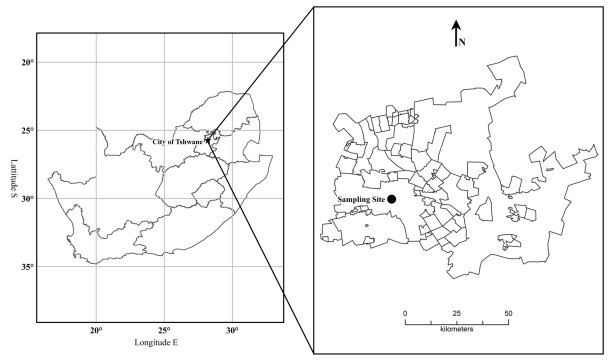 20°
25°
30°
35°
Latitude S
20°
25°
30°
Longitude E
City of Tshwane
N
Sampling Site
0
25
50
kilometers